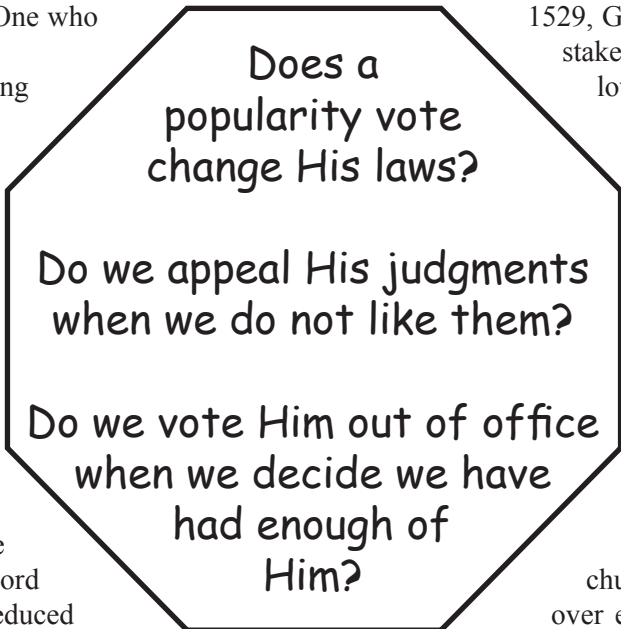 One who
ng
e
ord
educed
Does a
popularity vote
change His laws?
Do we appeal His judgments
when we do not like them?
Do we vote Him out of office
when we decide we have
had enough of
Him?
1529, G
stake
lo
chu
over e